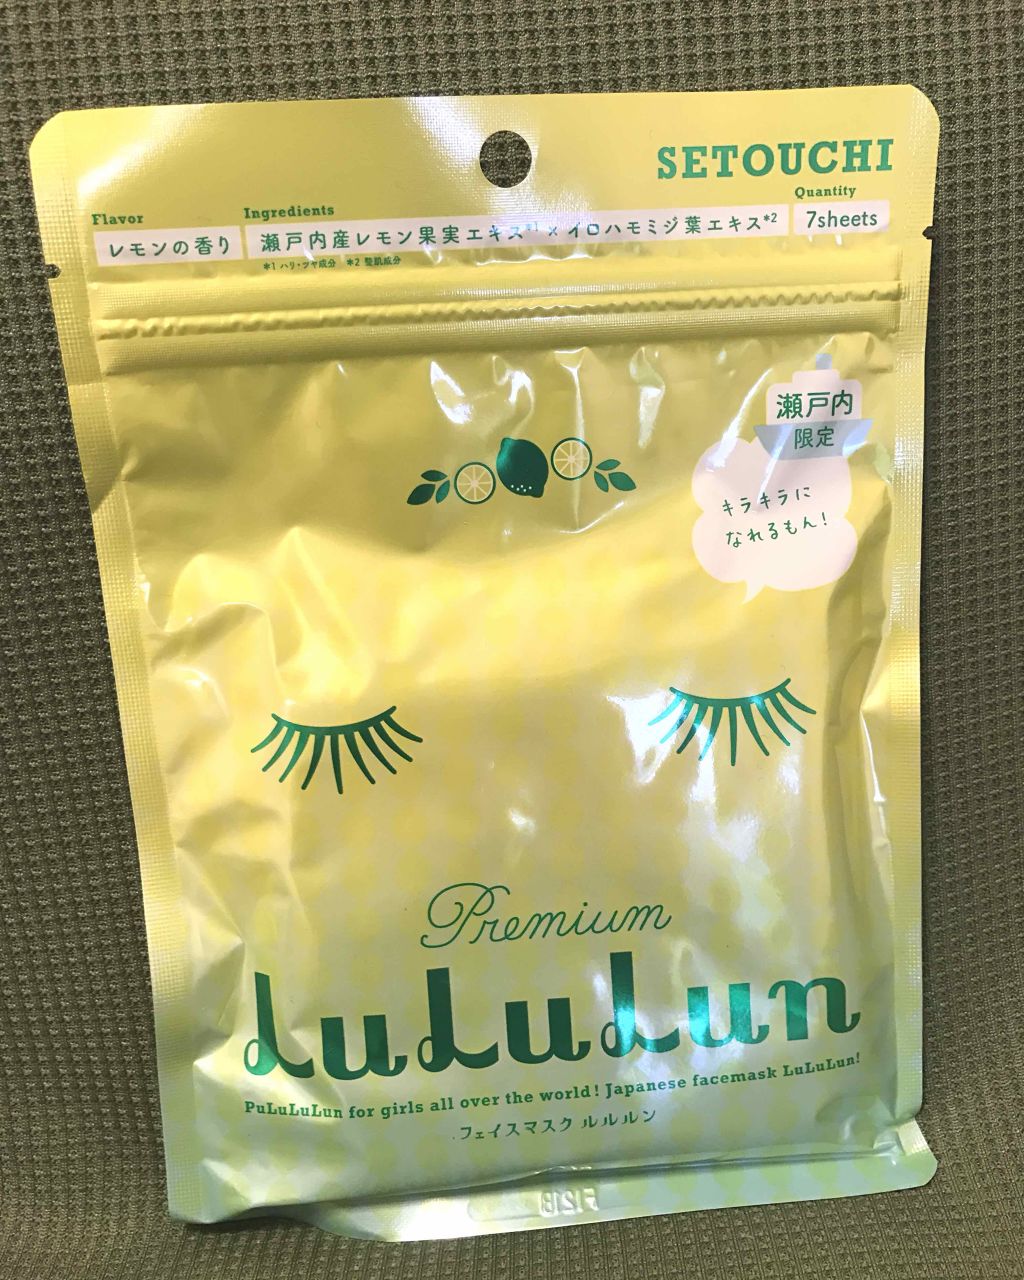 SETOUCHI
Flavor
Ingredients
Quantity
レモンの香り
瀬戸内産レモン果実エキス*1×イロハモミジ葉エキス*2
7sheets
*1 ハリ・ツヤ成分 *2 整肌成分
瀬戸内
限定
キラキラに
なれるもん!
Premium
LuLuLun
PuLuLuLun for girls all over the world! Japanese facemask LuLuLun!
フェイスマスク ルルルン